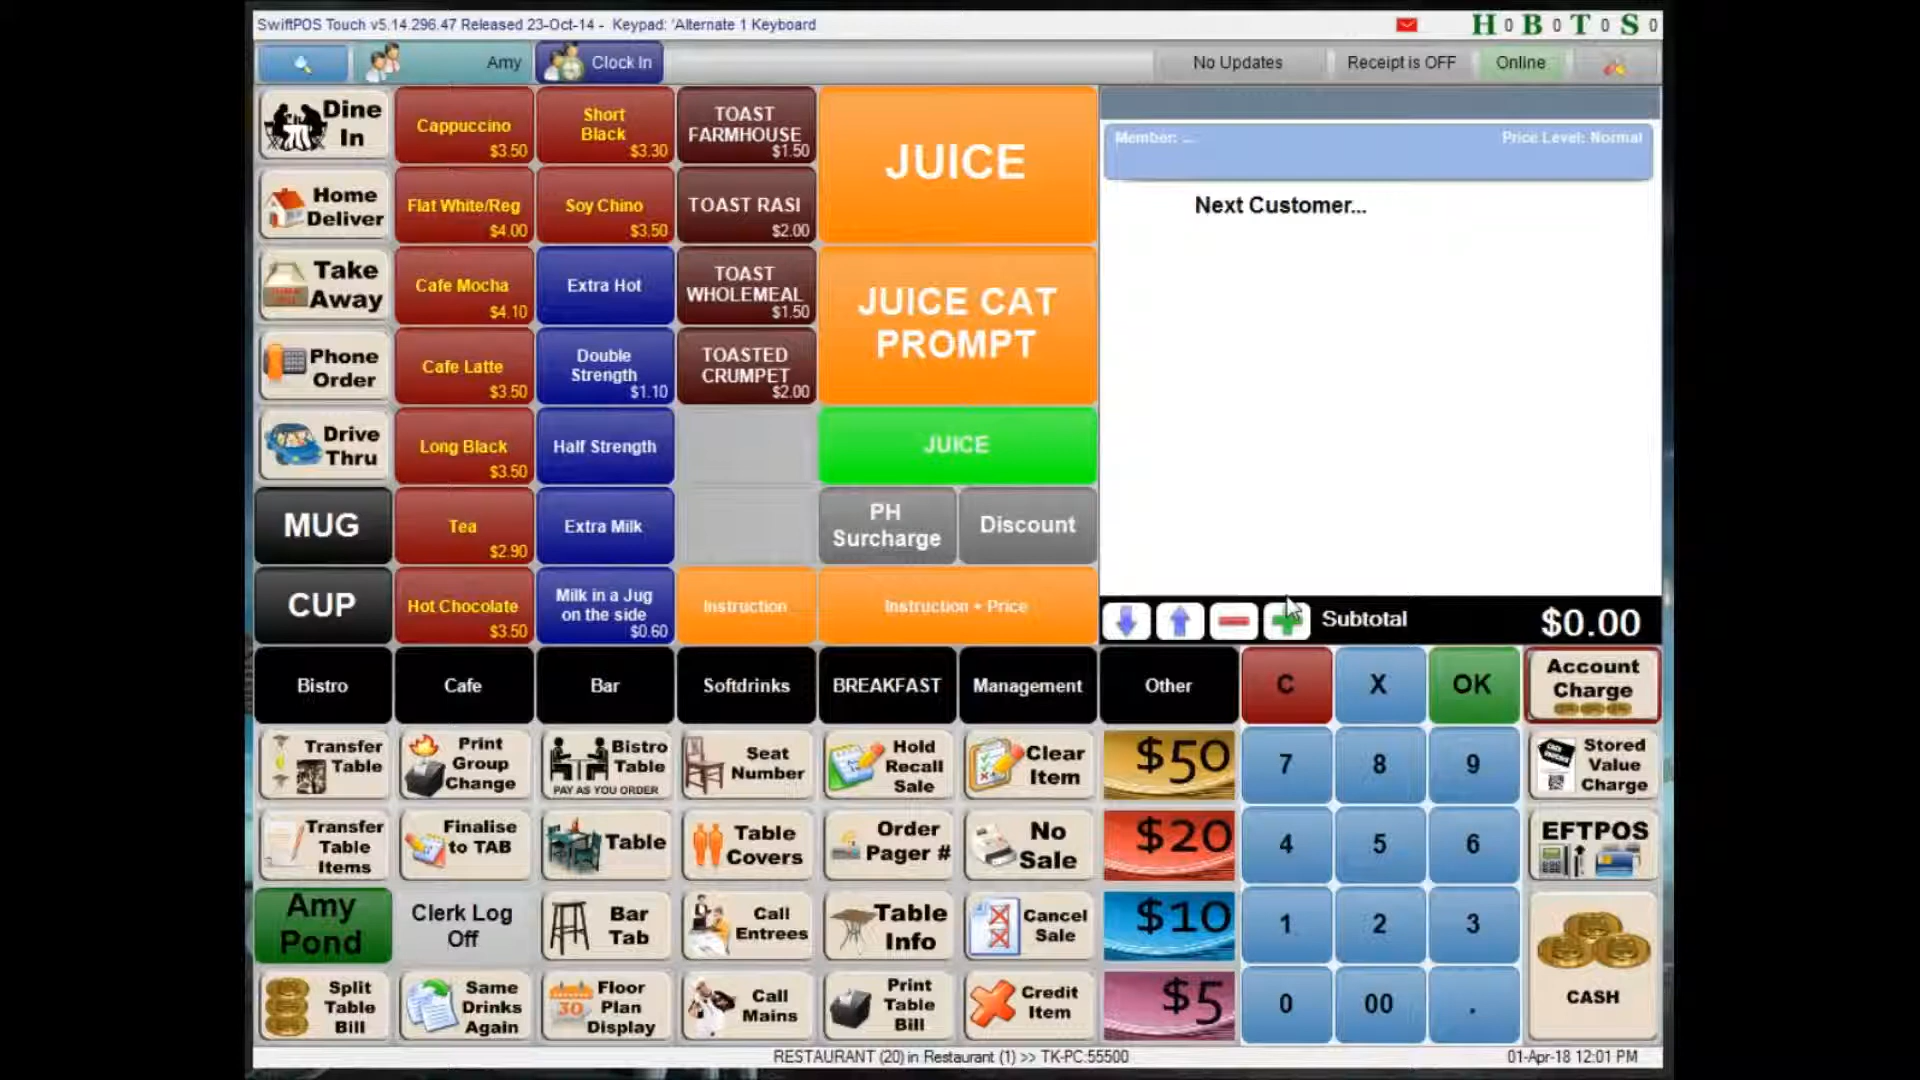 SwiftPOS Touch v5.14.296.47 Released 23-Oct-14 - Keypad: 'Alternate 1 Keyboard
H 0 B 0 T 0 S 0
Amy
Clock In
No Updates
Receipt is OFF
Online
Dine
In
Cappuccino
$3.50
Short
Black
$3.30
TOAST
FARMHOUSE
$1.50
JUICE
Member: ...
Price Level: Normal
Next Customer...
Home
Deliver
Flat White/Reg
$4.00
Soy Chino
$3.50
TOAST RASI
$2.00
Take
Away
Cafe Mocha
$4.10
Extra Hot
TOAST
WHOLEMEAL
$1.50
JUICE CAT
PROMPT
Phone
Order
Cafe Latte
$3.50
Double
Strength
$1.10
TOASTED
CRUMPET
$2.00
Drive
Thru
Long Black
$3.50
Half Strength
JUICE
MUG
Tea
$2.90
Extra Milk
PH
Surcharge
Discount
CUP
Hot Chocolate
$3.50
Milk in a Jug
on the side
$0.60
Instruction
Instruction + Price
Subtotal
$0.00
Bistro
Cafe
Bar
Softdrinks
BREAKFAST
Management
Other
C
X
OK
Account
Charge
Transfer
Table
Print
Group
Change
Bistro
Table
PAY AS YOU ORDER
Seat
Number
Hold
Recall
Sale
Clear
Item
$50
7
8
9
Stored
Value
Charge
Transfer
Table
Items
Finalise
to TAB
Table
Table
Covers
Order
Pager #
No
Sale
$20
4
5
6
EFTPOS
Amy
Pond
Clerk Log
Off
Bar
Tab
Call
Entrees
Table
Info
Cancel
Sale
$10
1
2
3
CASH
Split
Table
Bill
Same
Drinks
Again
30
Floor
Plan
Display
Call
Mains
Print
Table
Bill
Credit
Item
$5
0
00
.
RESTAURANT (20) in Restaurant (1) >> TK-PC:55500
01-Apr-18 12:01 PM